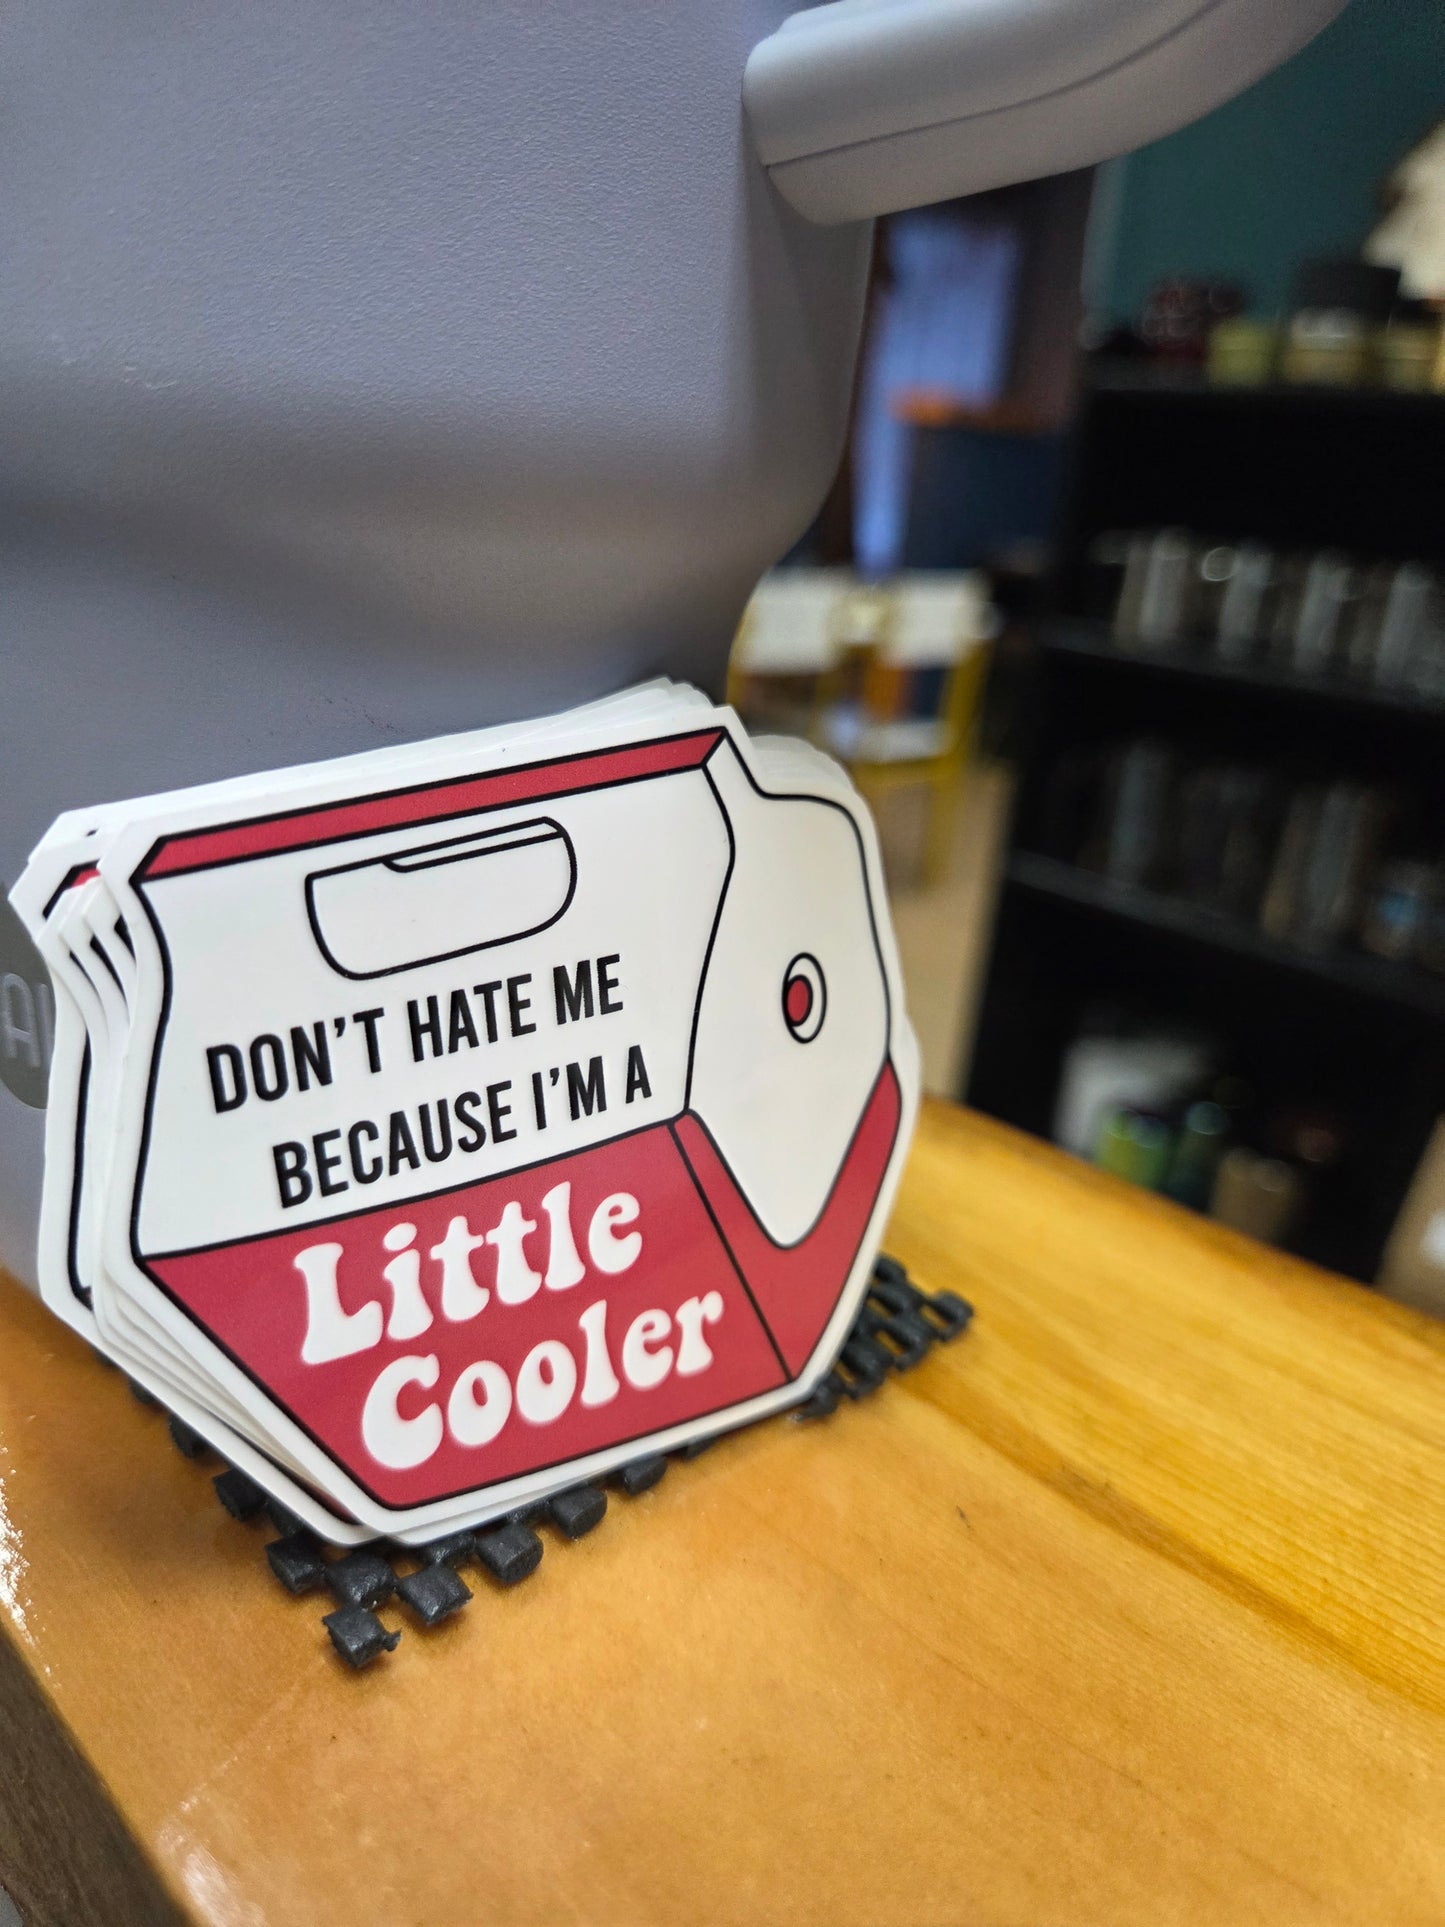 DON'T HATE ME
BECAUSE I'M A
Little
Cooler